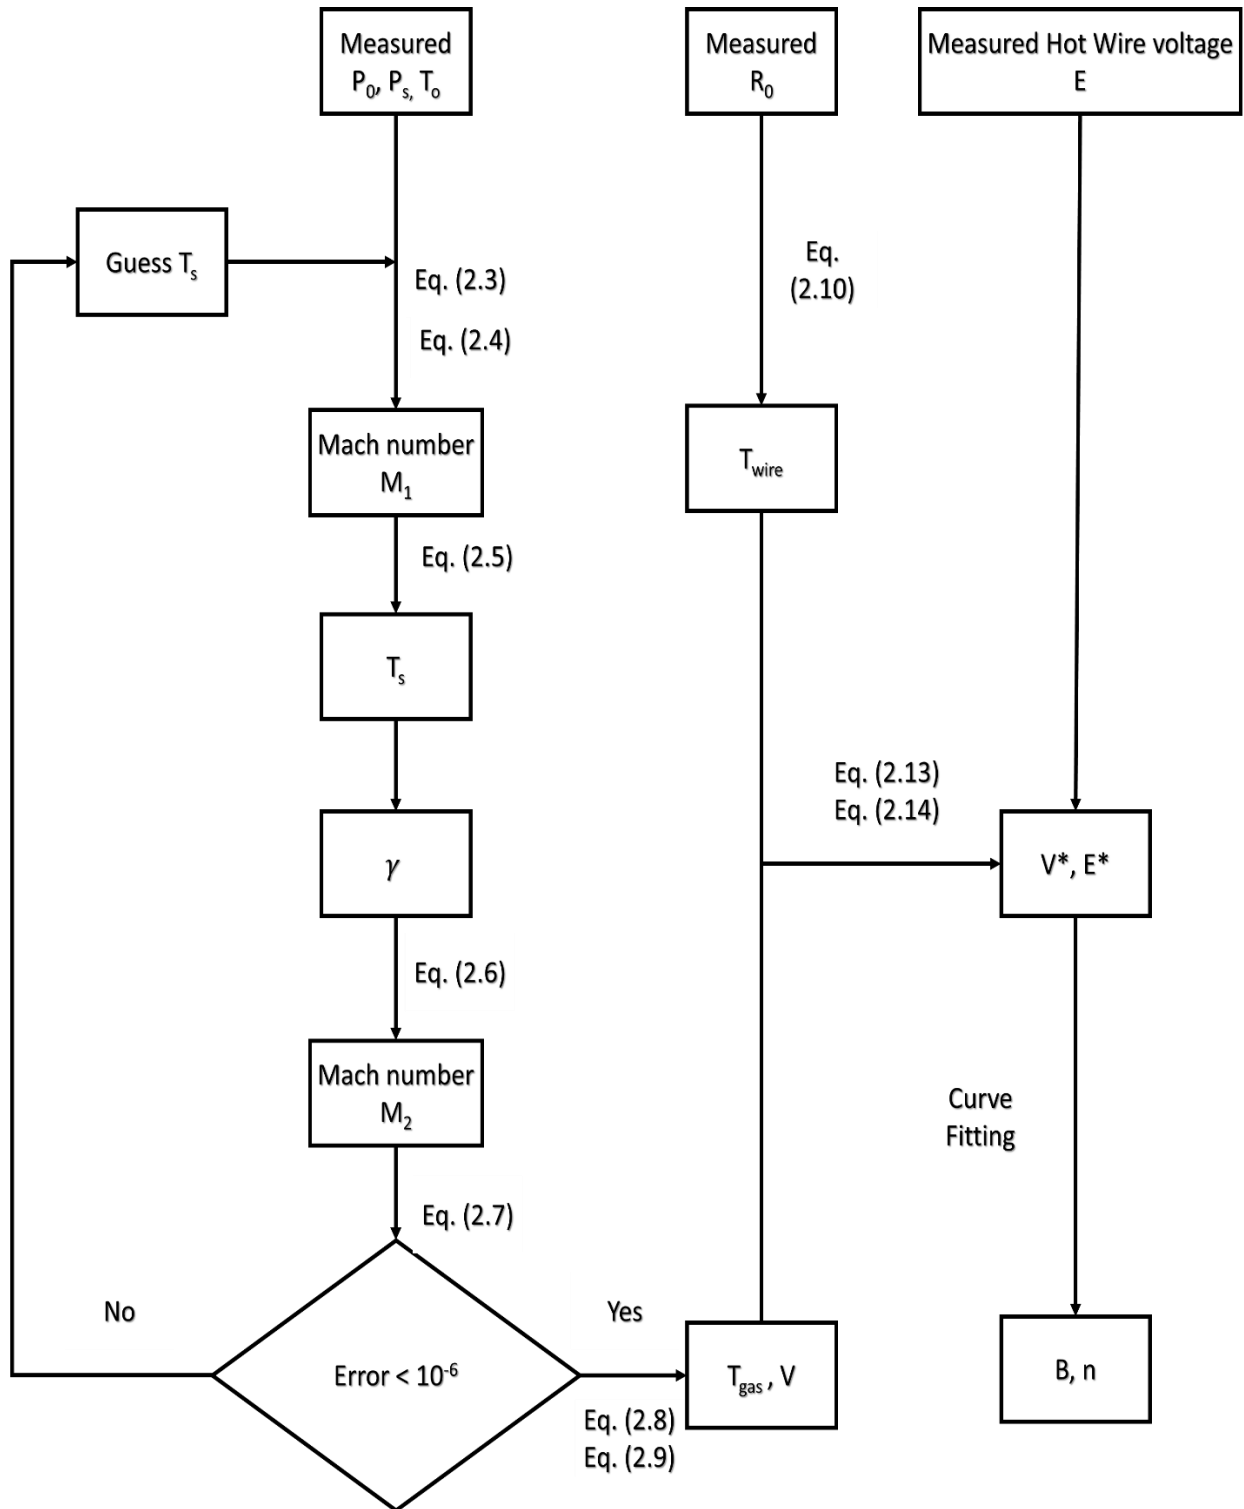 Measured
P₀, Pₛ, Tₒ
Measured
R₀
Measured Hot Wire voltage
E
Guess Tₛ
Eq. (2.3)
Eq. (2.4)
Eq.
(2.10)
Mach number
M₁
T_wire
Eq. (2.5)
Tₛ
Eq. (2.13)
Eq. (2.14)
γ
V*, E*
Eq. (2.6)
Mach number
M₂
Curve
Fitting
Eq. (2.7)
No
Yes
Error < 10⁻⁶
T_gas , V
B, n
Eq. (2.8)
Eq. (2.9)